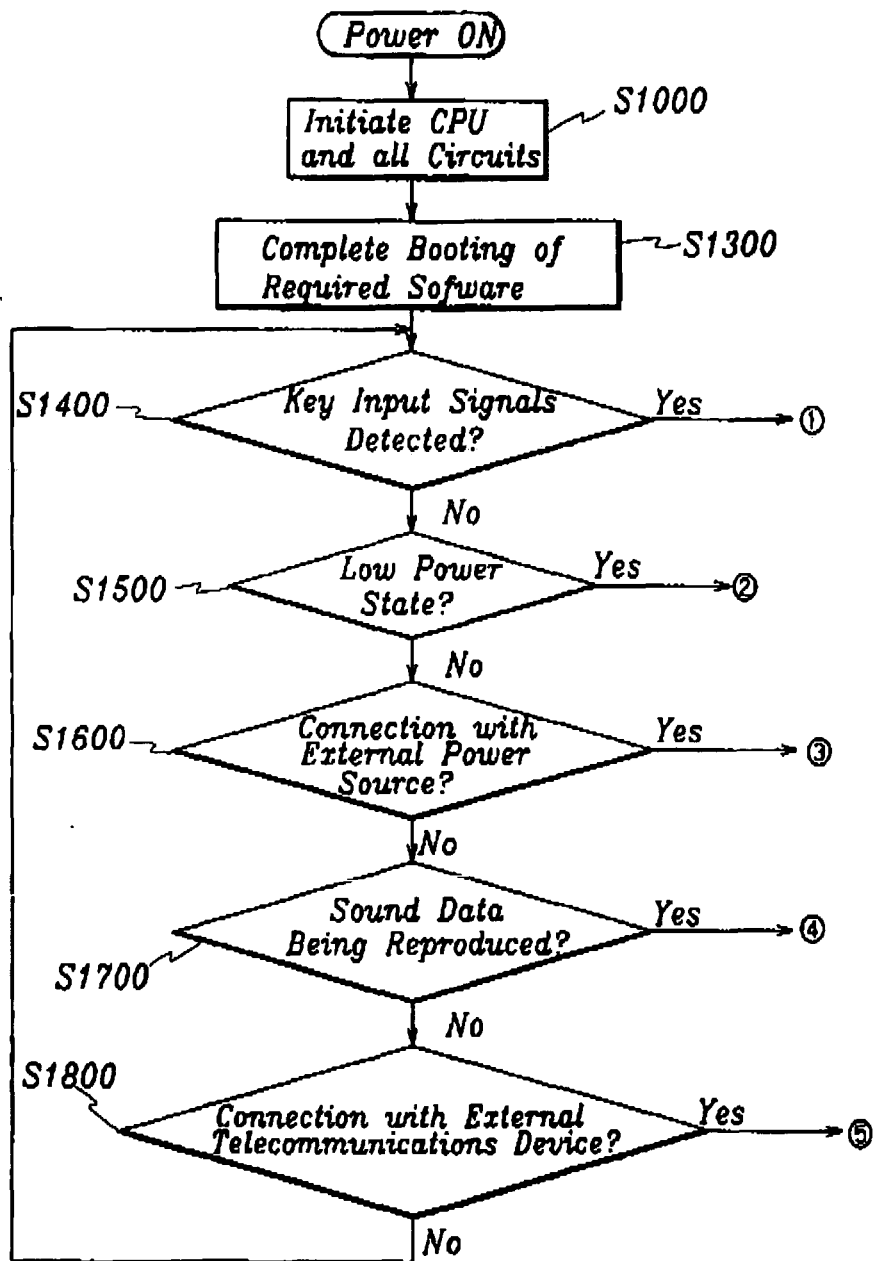 Power ON
S1000
Initiate CPU
and all Circuits
S1300
Complete Booting of
Required Sofware
S1400
Key Input Signals
Detected?
Yes
①
No
S1500
Low Power
State?
Yes
②
No
S1600
Connection with
External Power
Source?
Yes
③
No
S1700
Sound Data
Being Reproduced?
Yes
④
No
S1800
Connection with External
Telecommunications Device?
Yes
⑤
No